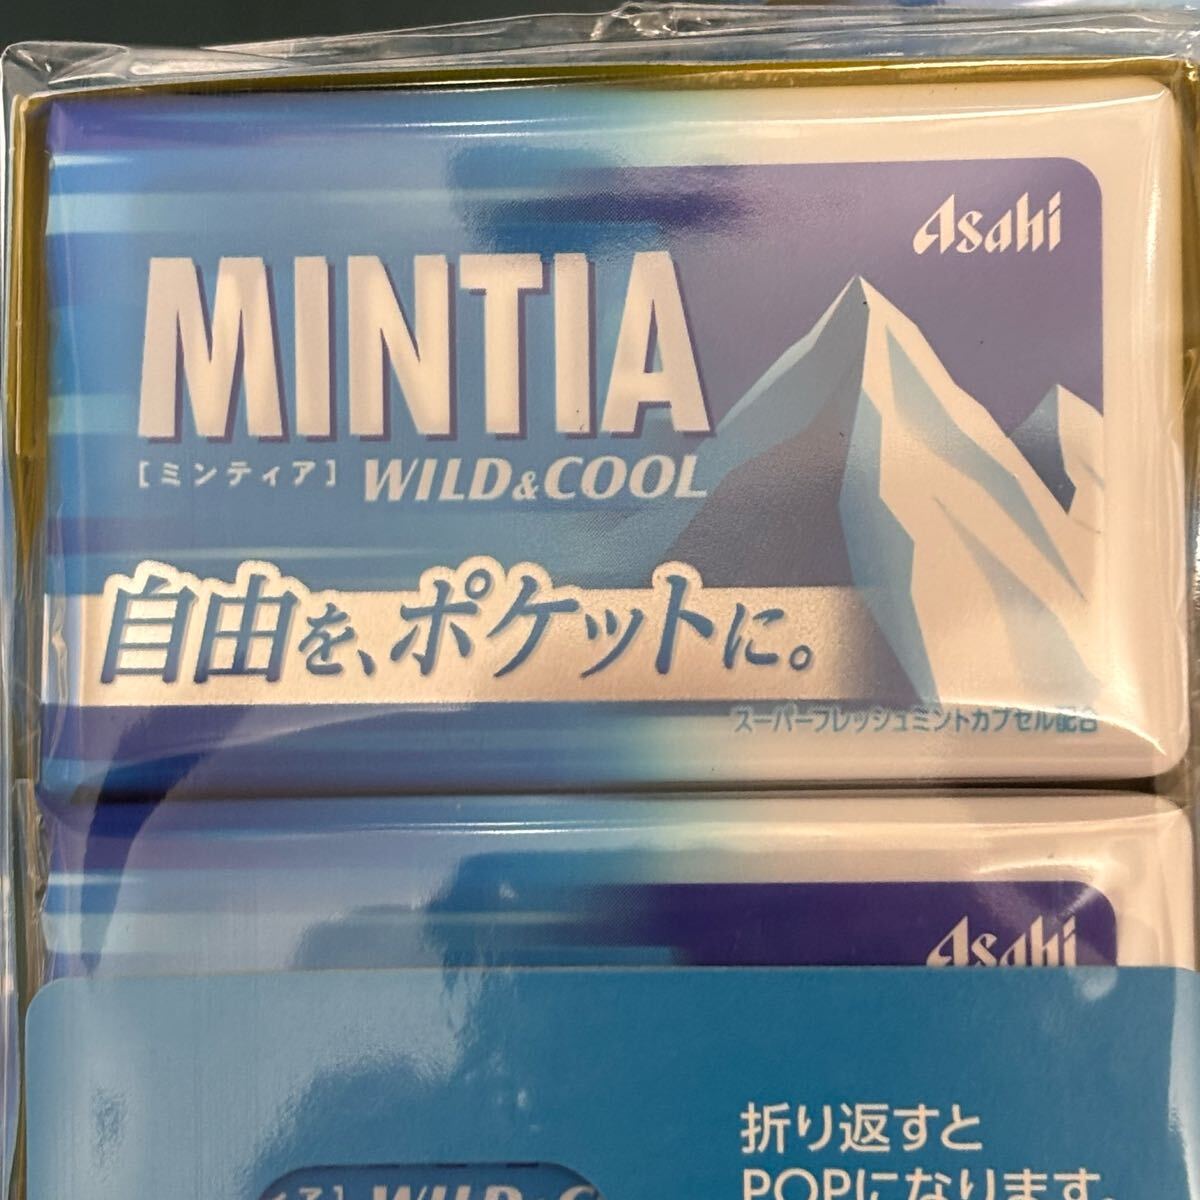 Asahi
MINTIA
[ミンティア] WILD&COOL
自由を、ポケットに。
スーパーフレッシュミントカプセル配合
Asahi
折り返すと
POPになります